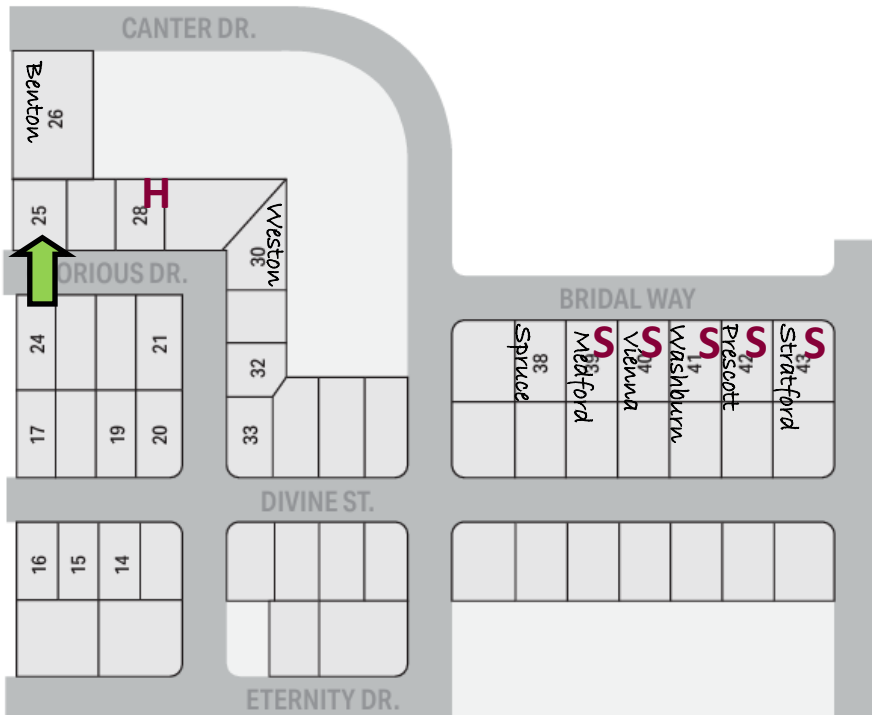 CANTER DR.
Benton
26
25
28
H
30
Weston
ORIOUS DR.
BRIDAL WAY
24
21
32
17
19
20
33
Spruce
38
Medford
39
S
Vienna
40
S
Washburn
41
S
Prescott
42
S
Stratford
43
S
DIVINE ST.
16
15
14
ETERNITY DR.